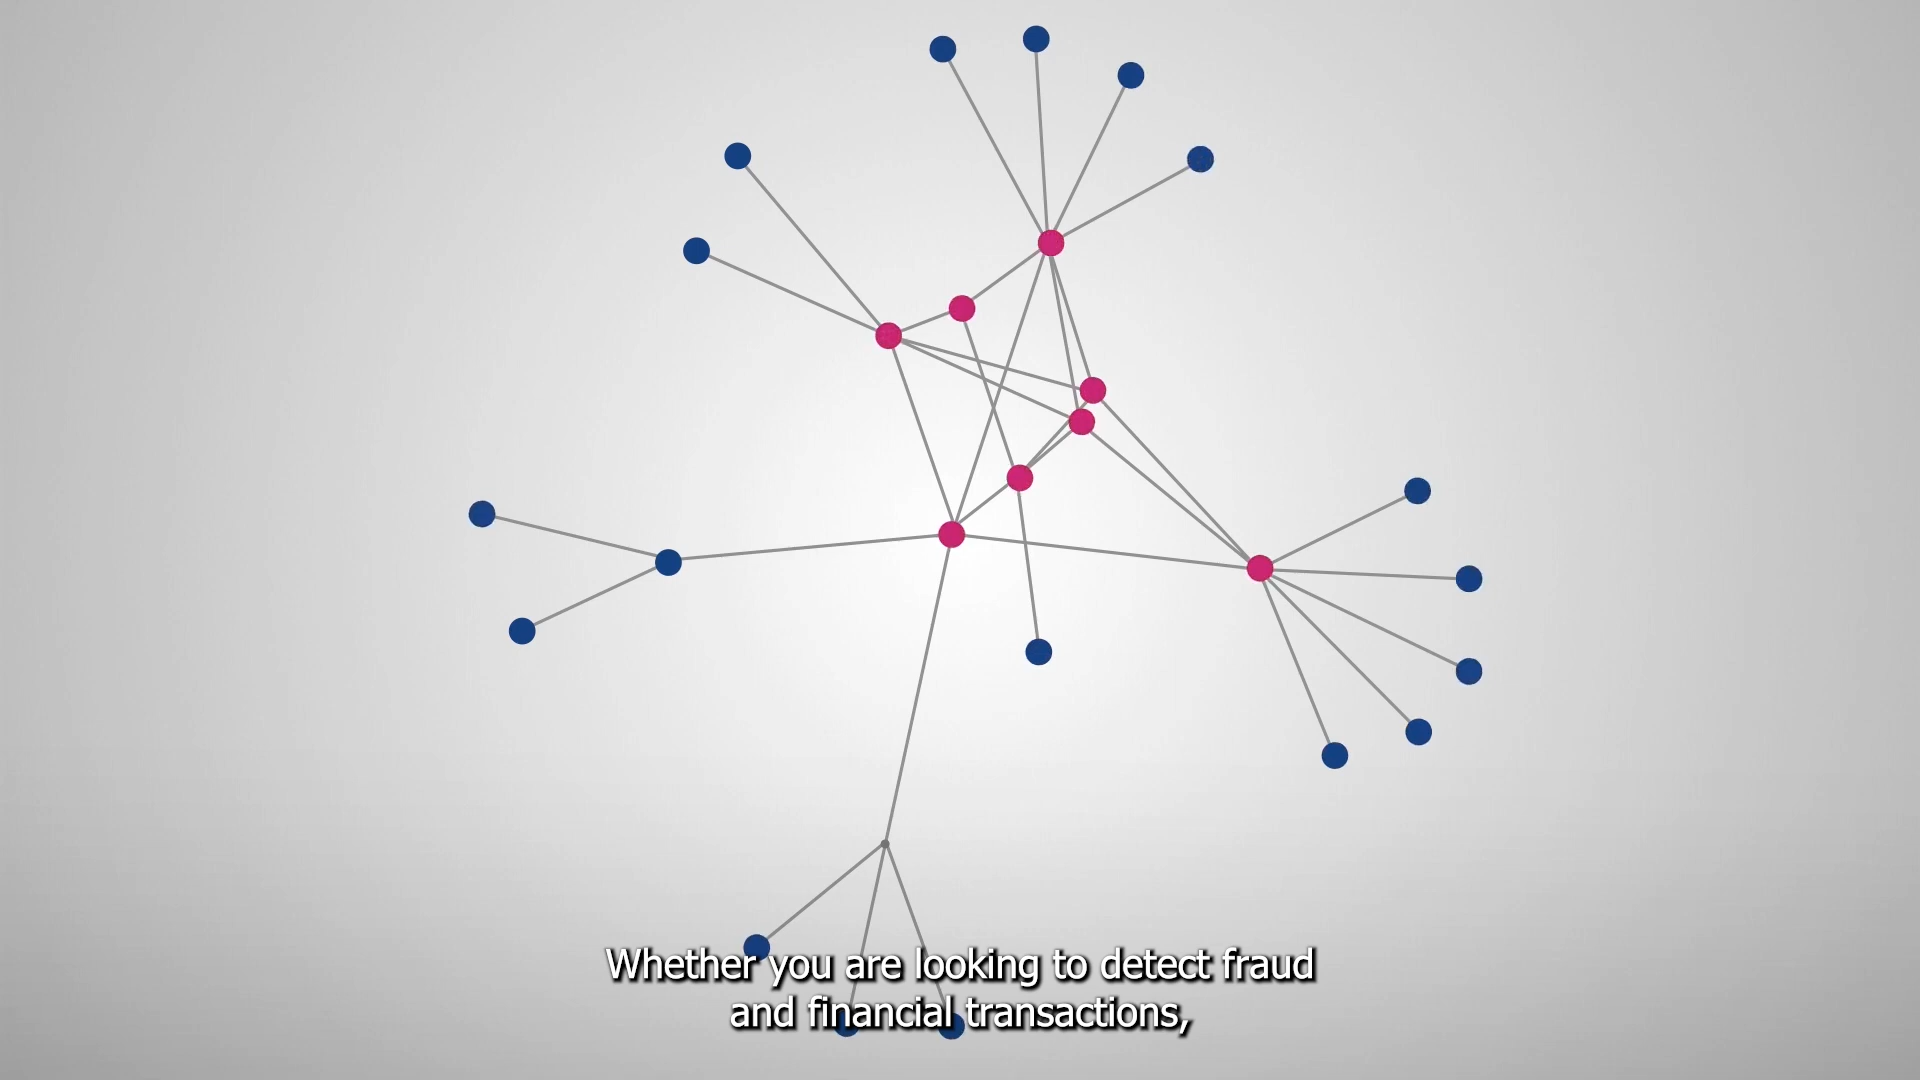 Whether you are looking to detect fraud
and financial transactions,